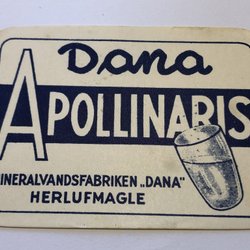 Dana
APOLLINARIS
INERALVANDSFABRIKEN „DANA"
HERLUFMAGLE